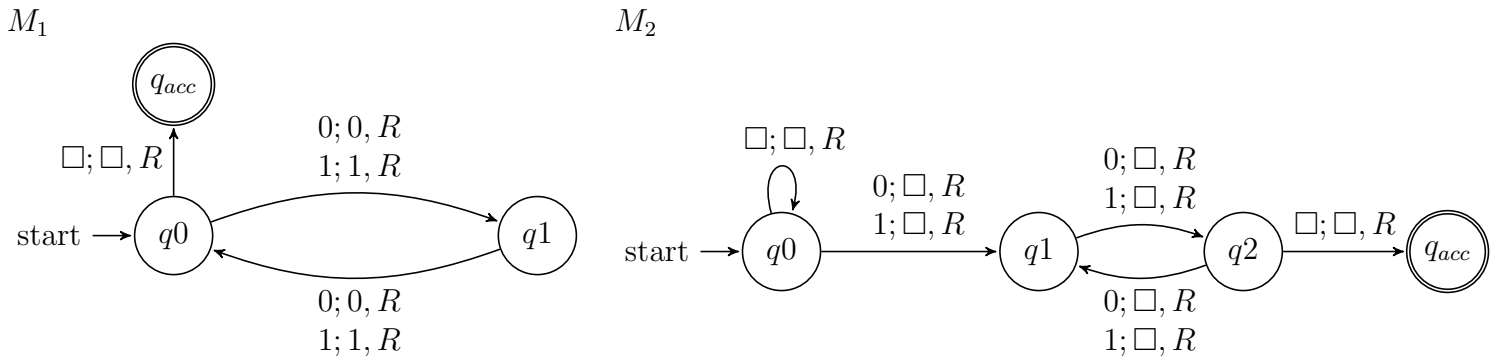 M₁
M₂
q_acc
□; □, R
0; 0, R
1; 1, R
start
q0
q1
0; 0, R
1; 1, R
□; □, R
0; □, R
1; □, R
0; □, R
1; □, R
□; □, R
start
q0
q1
q2
q_acc
0; □, R
1; □, R